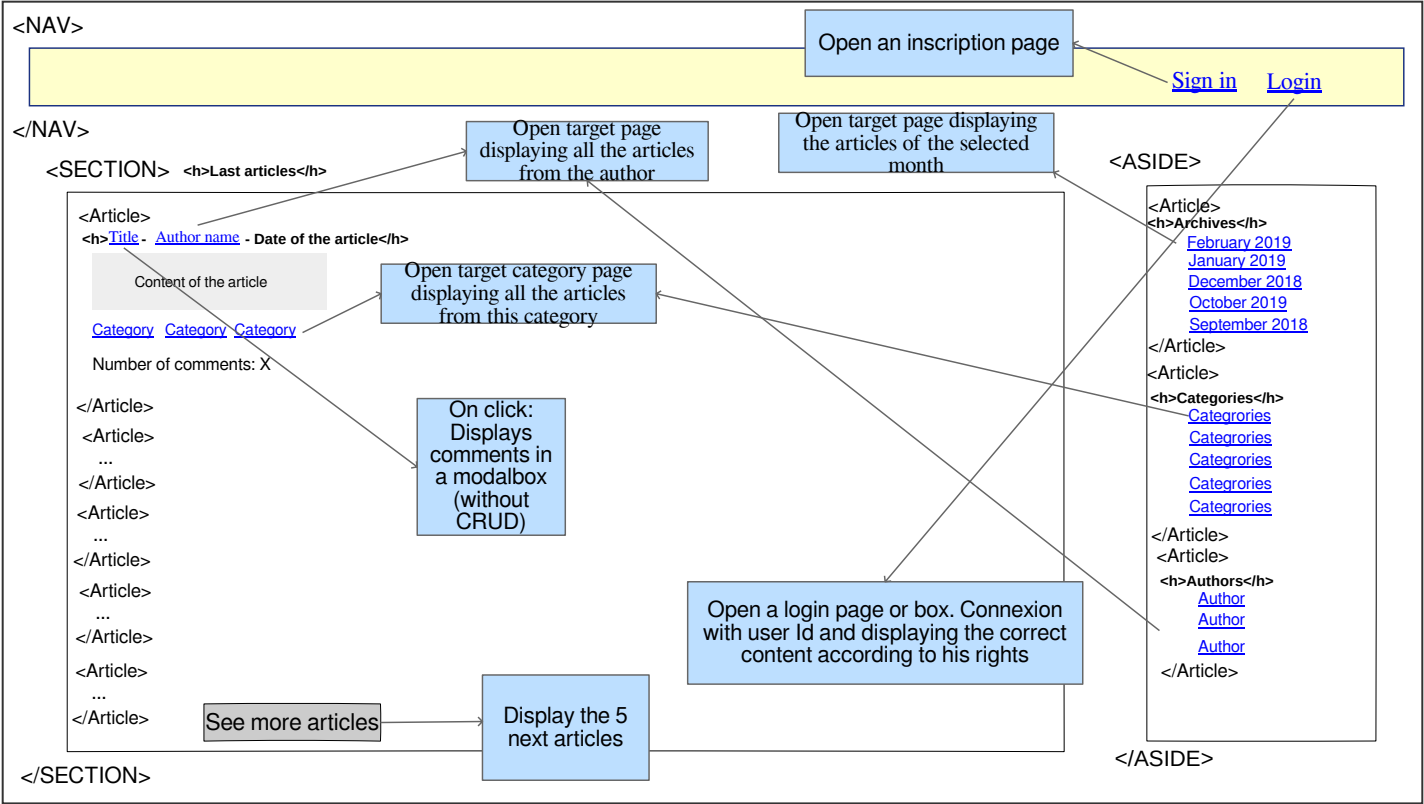 <NAV>
Open an inscription page
Sign in Login
</NAV>
Open target page
displaying all the articles
from the author
Open target page displaying
the articles of the selected
month
<SECTION> <h>Last articles</h>
<Article>
<h>Title - Author name - Date of the article</h>
Content of the article
Open target category page
displaying all the articles
from this category
Category Category Category
Number of comments: X
</Article>
On click:
Displays
comments in
a modalbox
(without
CRUD)
<Article>
...
</Article>
<Article>
...
</Article>
<Article>
...
</Article>
<Article>
...
</Article>
See more articles
Display the 5
next articles
Open a login page or box. Connexion
with user Id and displaying the correct
content according to his rights
</SECTION>
<ASIDE>
<Article>
<h>Archives</h>
February 2019
January 2019
December 2018
October 2019
September 2018
</Article>
<Article>
<h>Categories</h>
Categrories
Categrories
Categrories
Categrories
Categrories
</Article>
<Article>
<h>Authors</h>
Author
Author
Author
</Article>
</ASIDE>